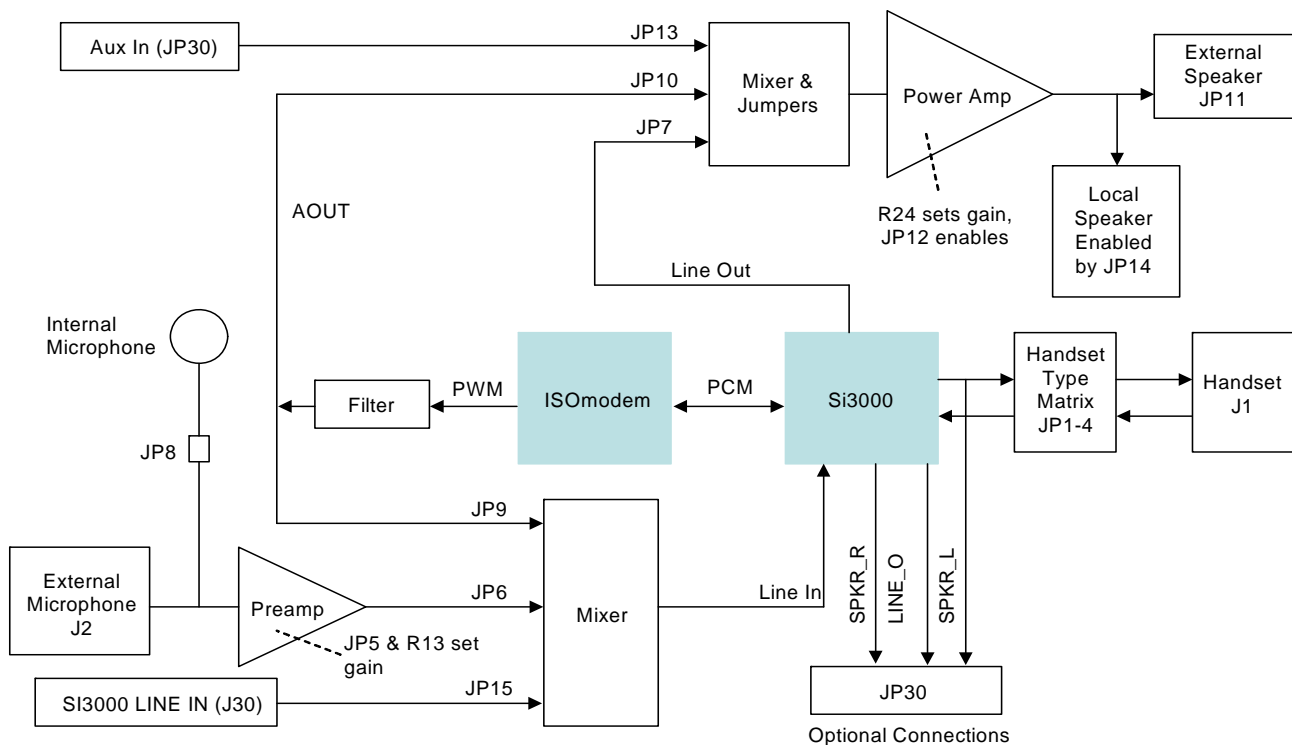 Aux In (JP30)
JP13
JP10
JP7
Mixer &
Jumpers
Power Amp
External
Speaker
JP11
R24 sets gain,
JP12 enables
Local
Speaker
Enabled
by JP14
AOUT
Line Out
Internal
Microphone
JP8
Filter
PWM
ISOmodem
PCM
Si3000
Handset
Type
Matrix
JP1-4
Handset
J1
JP9
External
Microphone
J2
Preamp
JP6
JP5 & R13 set
gain
Mixer
Line In
SPKR_R
LINE_O
SPKR_L
SI3000 LINE IN (J30)
JP15
JP30
Optional Connections